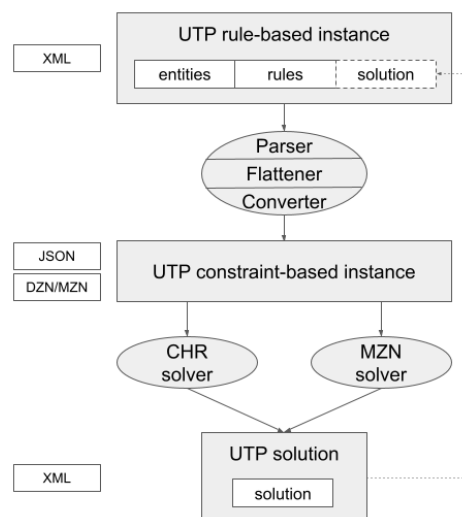 UTP rule-based instance
XML
entities rules solution
Parser
Flattener
Converter
JSON
UTP constraint-based instance
DZN/MZN
CHR
solver
MZN
solver
UTP solution
XML
solution